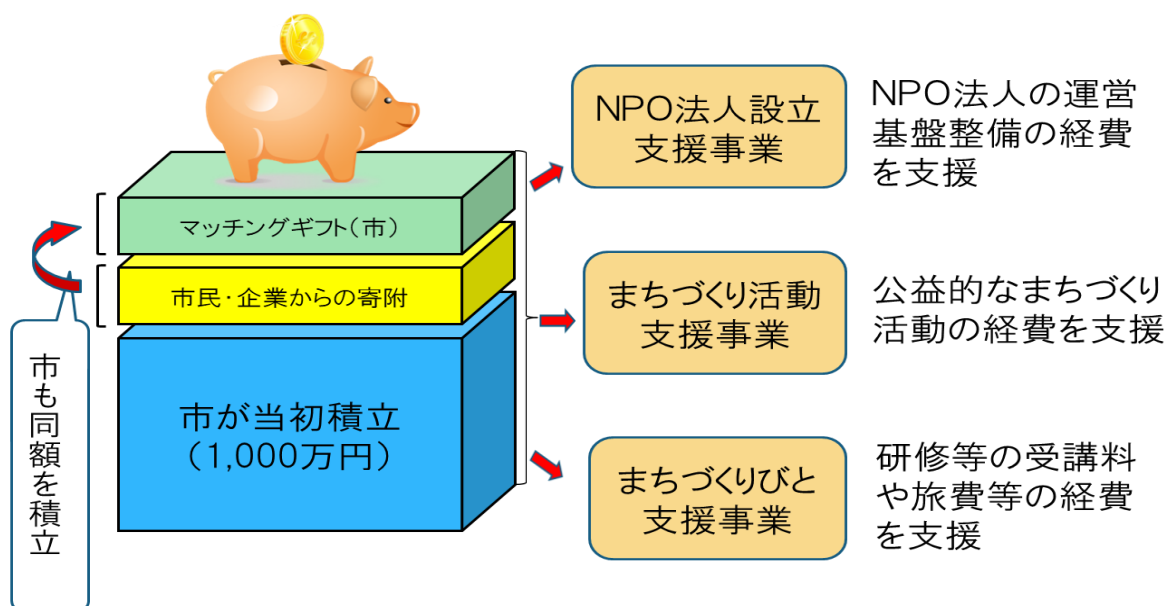 マッチングギフト(市)
市民・企業からの寄附
市が当初積立
(1,000万円)
市も同額を積立
NPO法人設立
支援事業
NPO法人の運営
基盤整備の経費
を支援
まちづくり活動
支援事業
公益的なまちづくり
活動の経費を支援
まちづくりびと
支援事業
研修等の受講料
や旅費等の経費
を支援